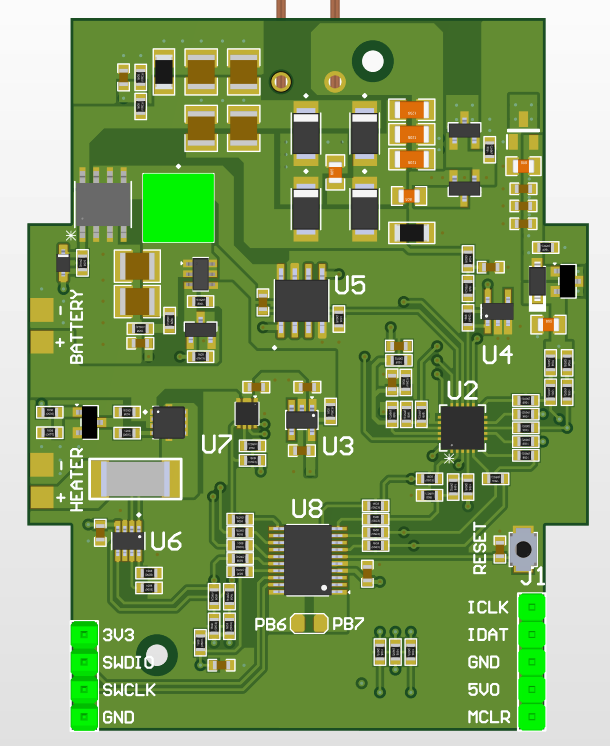 U5
BATTERY
-
+
U4
U2
U7
U3
HEATER
-
+
U8
U6
RESET
J1
ICLK
PB6 PB7
3V3
IDAT
SWDIO
GND
SWCLK
5V0
GND
MCLR